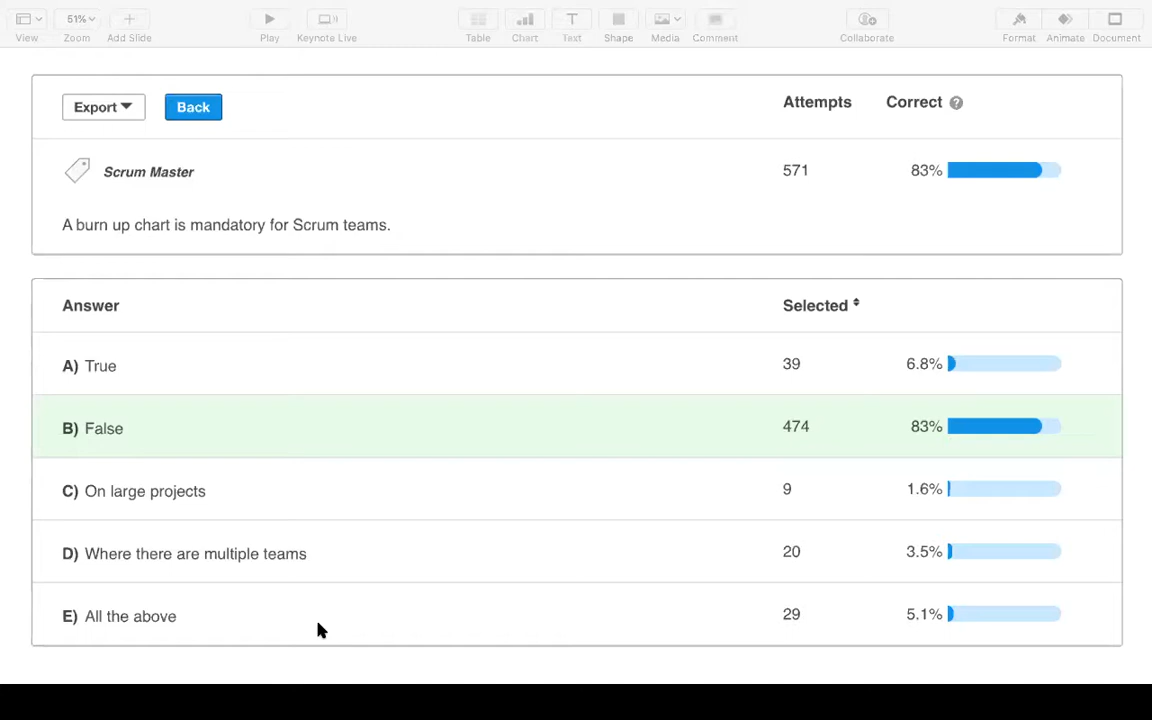 51%
View Zoom Add Slide Play Keynote Live Table Chart Text Shape Media Comment Collaborate Format Animate Document
Export Back Attempts Correct ?
Scrum Master 571 83%
A burn up chart is mandatory for Scrum teams.
Answer Selected
A) True 39 6.8%
B) False 474 83%
C) On large projects 9 1.6%
D) Where there are multiple teams 20 3.5%
E) All the above 29 5.1%